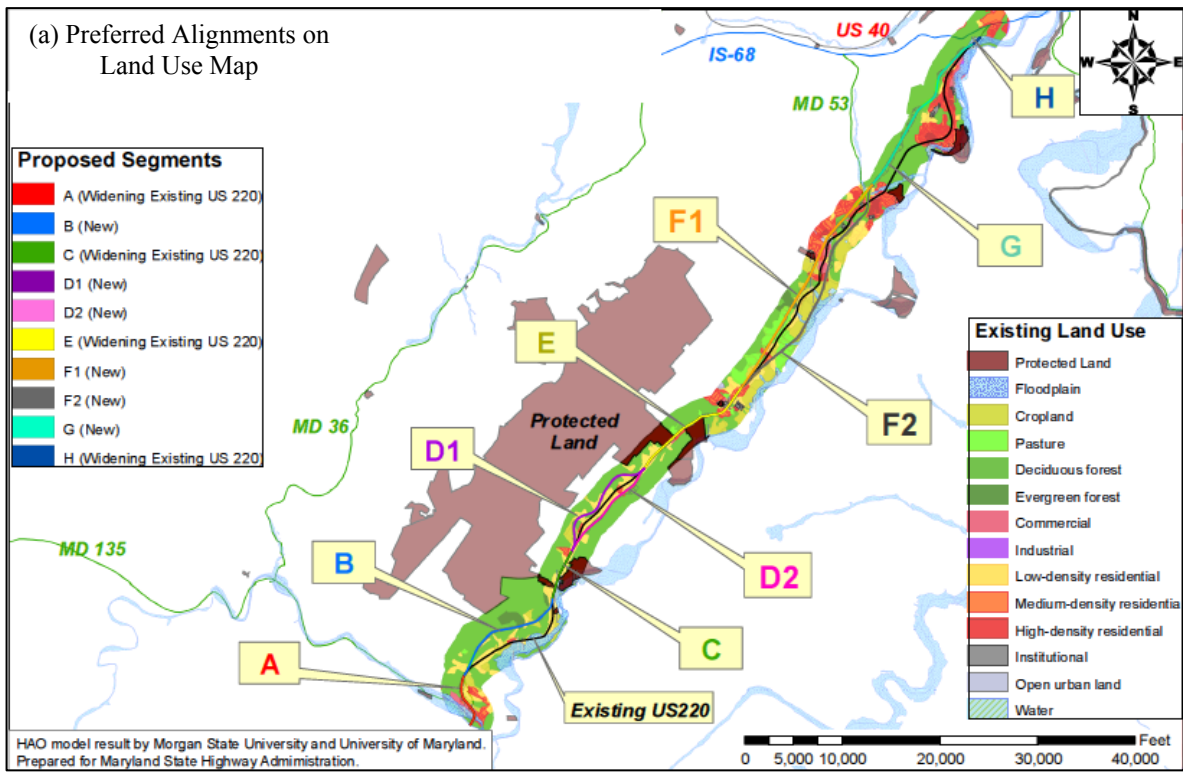 (a) Preferred Alignments on
Land Use Map
US 40
IS-68
MD 53
N
W
E
S
H
Proposed Segments
A (Widening Existing US 220)
B (New)
C (Widening Existing US 220)
D1 (New)
D2 (New)
E (Widening Existing US 220)
F1 (New)
F2 (New)
G (New)
H (Widening Existing US 220)
F1
G
E
Existing Land Use
Protected Land
Floodplain
Cropland
Pasture
Deciduous forest
Evergreen forest
Commercial
Industrial
Low-density residential
Medium-density residentia
High-density residential
Institutional
Open urban land
Water
MD 36
Protected
Land
F2
D1
MD 135
B
D2
A
C
Existing US220
HAO model result by Morgan State University and University of Maryland.
Prepared for Maryland State Highway Admimistration.
Feet
0 5,000 10,000 20,000 30,000 40,000